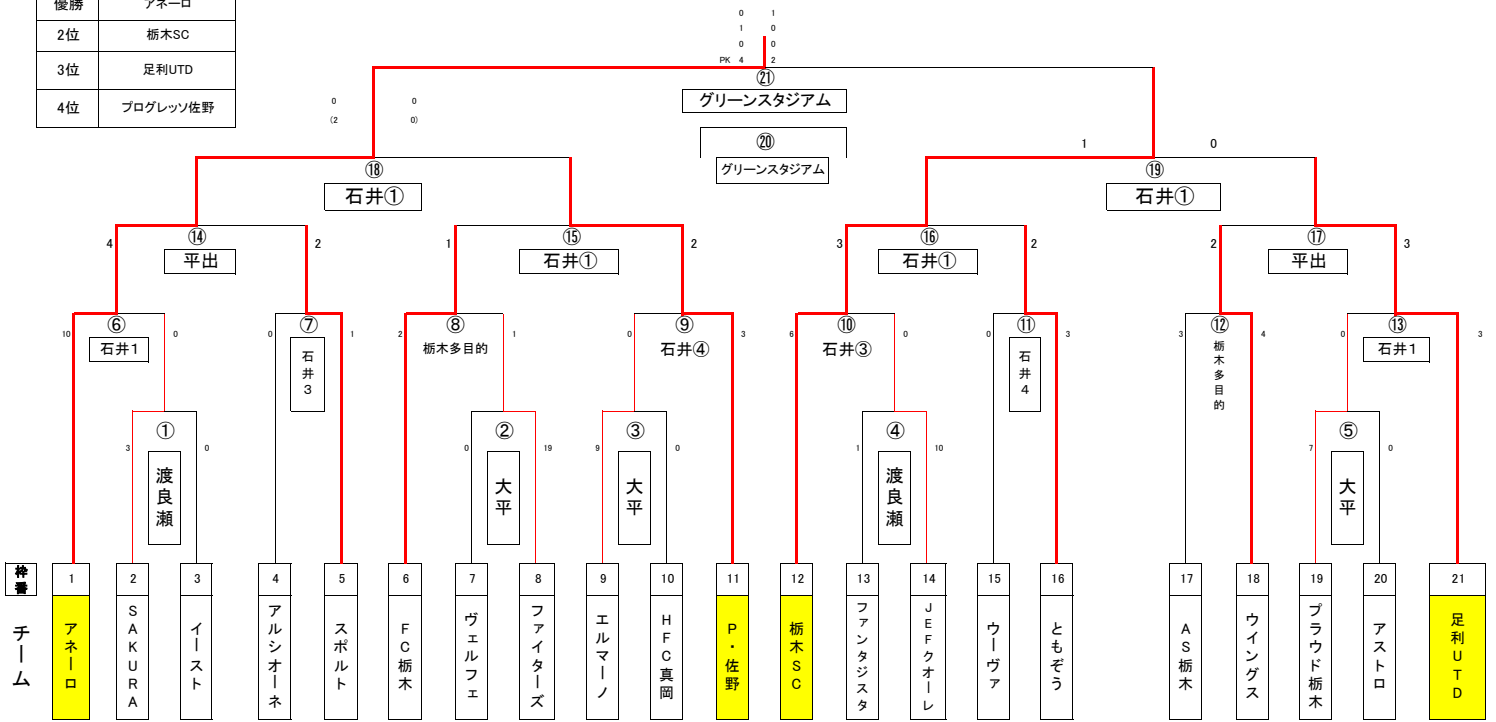 優勝 アネーロ
2位 栃木SC
3位 足利UTD
4位 プログレッソ佐野
0 1
1 0
0 0
PK 4 2
㉑
グリーンスタジアム
⑳
グリーンスタジアム
0 0
(2 0)
⑱
石井①
1 0
⑲
石井①
4 ⑭ 2
平出
1 ⑮ 2
石井①
3 ⑯ 2
石井①
2 ⑰ 3
平出
10 ⑥ 0
石井1
0 ⑦ 1
石井3
2 ⑧ 1
栃木多目的
0 ⑨ 3
石井④
6 ⑩ 0
石井③
0 ⑪ 3
石井4
3 ⑫ 4
栃木多目的
0 ⑬ 3
石井1
3 ① 0
渡良瀬
0 ② 19
大平
9 ③ 0
大平
1 ④ 10
渡良瀬
7 ⑤ 0
大平
枠番
チーム
1 アネーロ
2 SAKURA
3 イースト
4 アルシオーネ
5 スポルト
6 FC栃木
7 ヴェルフェ
8 ファイターズ
9 エルマーノ
10 HFC真岡
11 P・佐野
12 栃木SC
13 ファンタジスタ
14 JEFクオーレ
15 ウーヴァ
16 ともぞう
17 AS栃木
18 ウイングス
19 プラウド栃木
20 アストロ
21 足利UTD